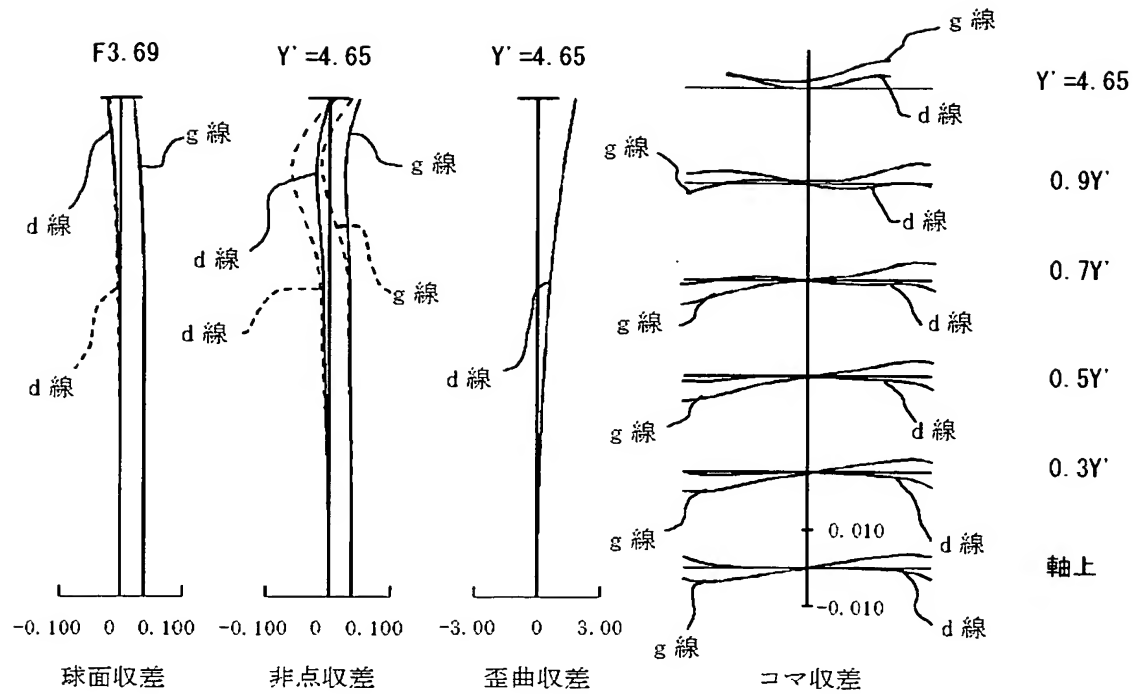 F3.69
g 線
d 線
d 線
-0.100 0 0.100
球面収差
Y'=4.65
g 線
d 線
g 線
d 線
-0.100 0 0.100
非点収差
Y'=4.65
d 線
-3.00 0 3.00
歪曲収差
g 線
Y'=4.65
d 線
g 線
0.9Y'
d 線
0.7Y'
g 線
d 線
0.5Y'
g 線
d 線
0.3Y'
g 線
0.010
d 線
軸上
-0.010
g 線
d 線
コマ収差